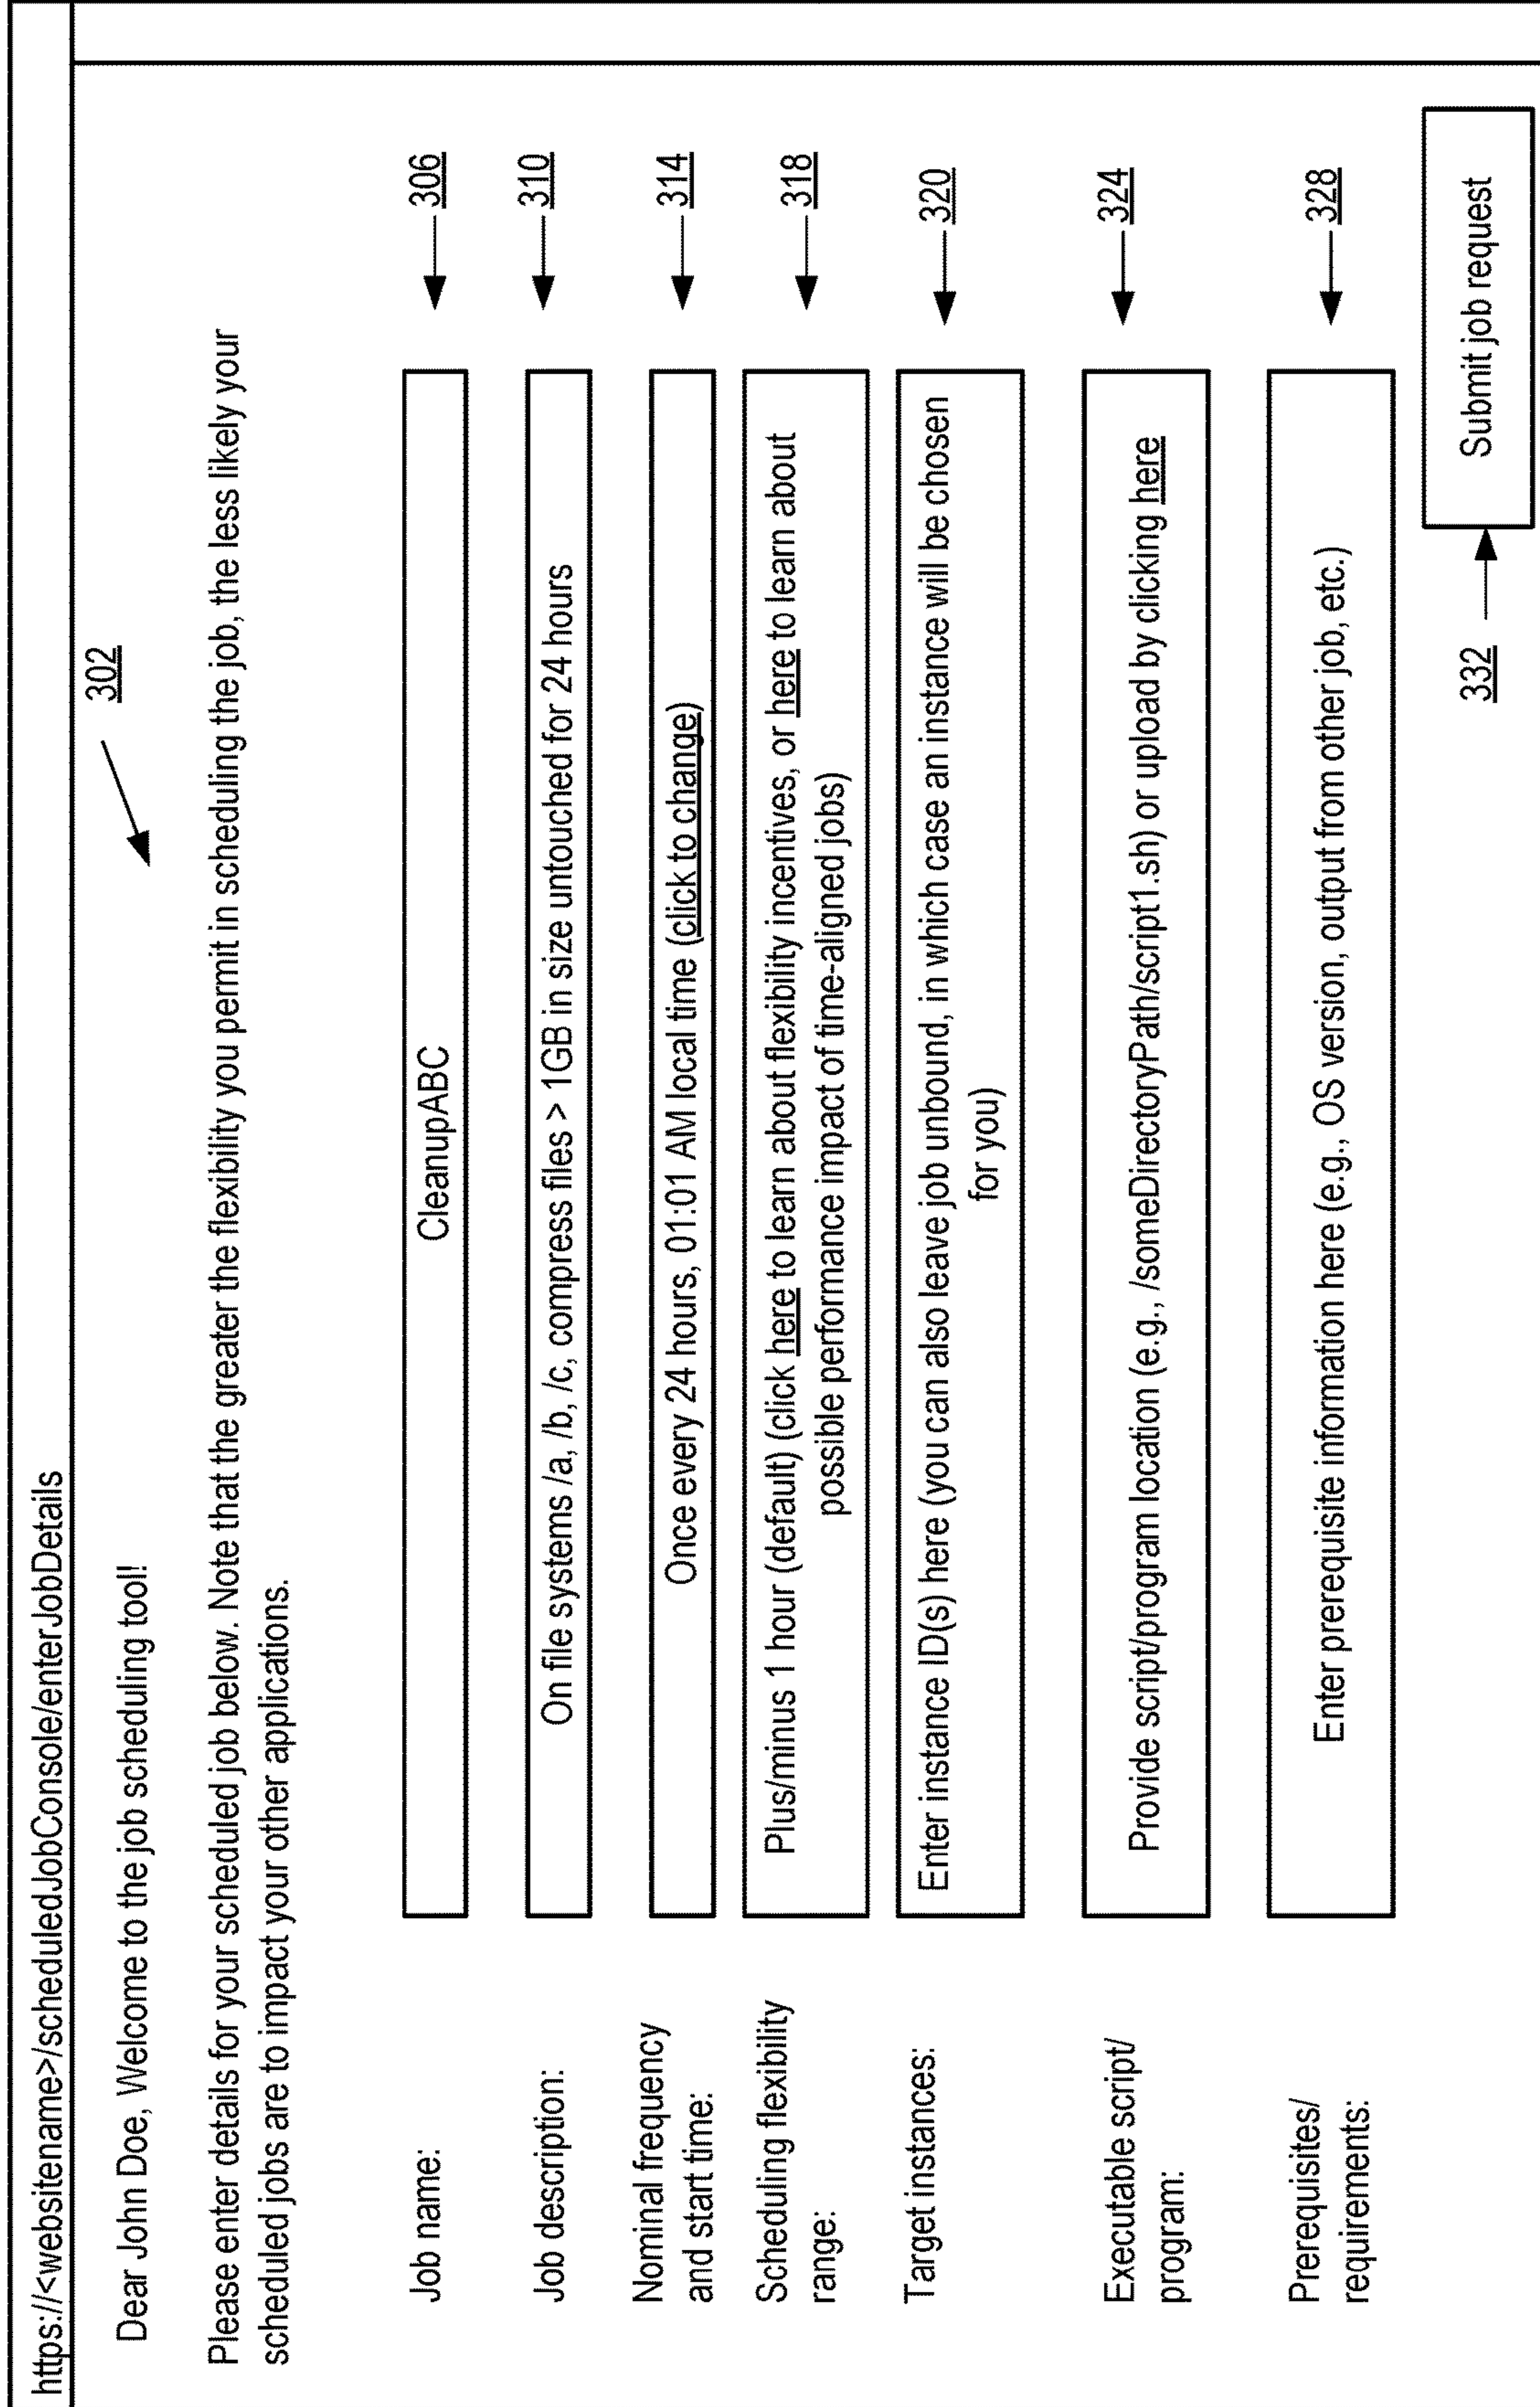 https://<websitename>/scheduledJobConsole/enterJobDetails
302
Dear John Doe, Welcome to the job scheduling tool!
Please enter details for your scheduled job below. Note that the greater the flexibility you permit in scheduling the job, the less likely your
scheduled jobs are to impact your other applications.
Job name:
CleanupABC
306
Job description:
On file systems /a, /b, /c, compress files > 1GB in size untouched for 24 hours
310
Nominal frequency
and start time:
Once every 24 hours, 01:01 AM local time (click to change)
314
Scheduling flexibility
range:
Plus/minus 1 hour (default) (click here to learn about flexibility incentives, or here to learn about
possible performance impact of time-aligned jobs)
318
Target instances:
Enter instance ID(s) here (you can also leave job unbound, in which case an instance will be chosen
for you)
320
Executable script/
program:
Provide script/program location (e.g., /someDirectoryPath/script1.sh) or upload by clicking here
324
Prerequisites/
requirements:
Enter prerequisite information here (e.g., OS version, output from other job, etc.)
328
332
Submit job request